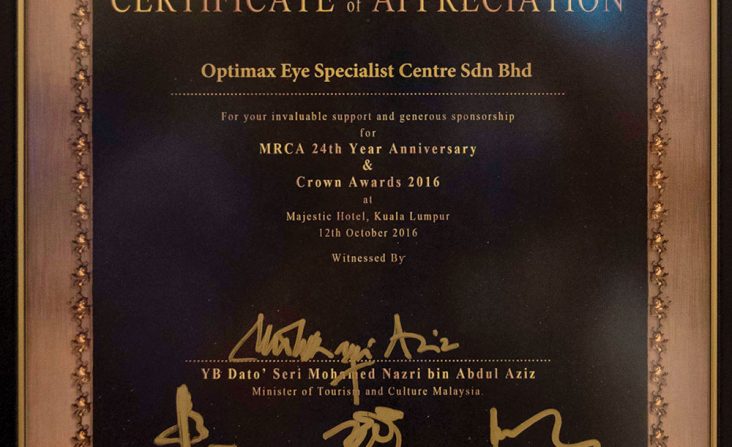 CERTIFICATE of APPRECIATION
Optimax Eye Specialist Centre Sdn Bhd
For your invaluable support and generous sponsorship
for
MRCA 24th Year Anniversary
&
Crown Awards 2016
at
Majestic Hotel, Kuala Lumpur
12th October 2016
Witnessed By
Aziz
YB Dato' Seri Mohamed Nazri bin Abdul Aziz
Minister of Tourism and Culture Malaysia.